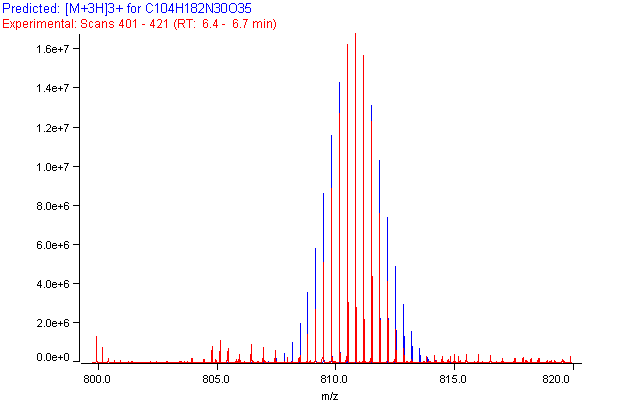 Predicted: [M+3H]3+ for C104H182N30O35
Experimental: Scans 401 - 421 (RT: 6.4 - 6.7 min)
1.6e+7
1.4e+7
1.2e+7
1.0e+7
8.0e+6
6.0e+6
4.0e+6
2.0e+6
0.0e+0
800.0 805.0 810.0 815.0 820.0
m/z